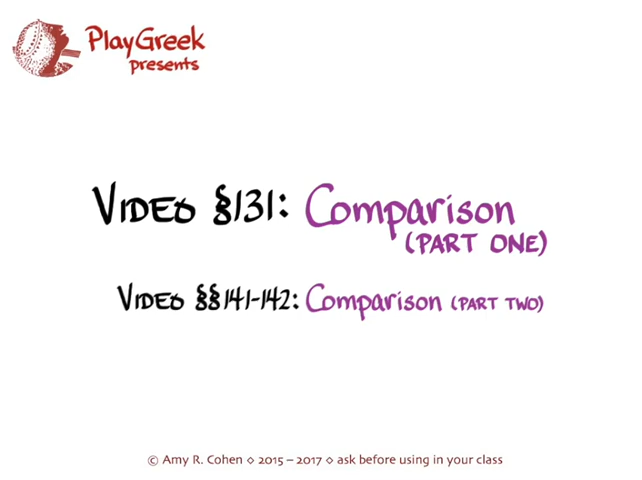 PlayGreek
presents
VIDEO §131: Comparison
(PART ONE)
VIDEO §§141-142: Comparison (PART TWO)
© Amy R. Cohen ◇ 2015 – 2017 ◇ ask before using in your class